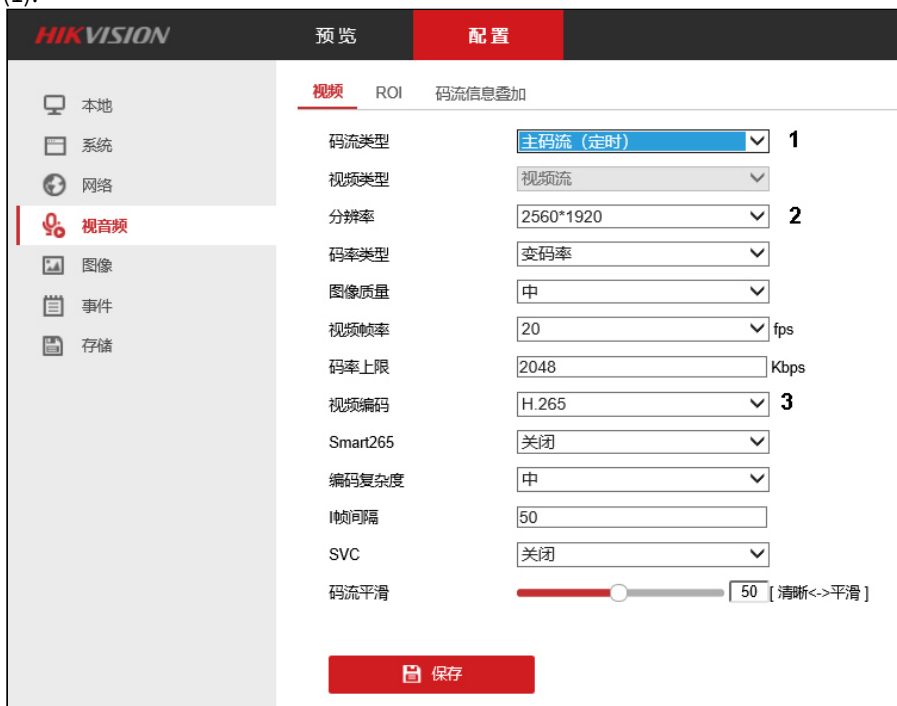 (1).
HIKVISION 预览 配置
视频 ROI 码流信息叠加
本地
系统
网络
视音频
图像
事件
存储
码流类型 主码流（定时） 1
视频类型 视频流
分辨率 2560*1920 2
码率类型 变码率
图像质量 中
视频帧率 20 fps
码率上限 2048 Kbps
视频编码 H.265 3
Smart265 关闭
编码复杂度 中
I帧间隔 50
SVC 关闭
码流平滑 50 [ 清晰<->平滑 ]
保存